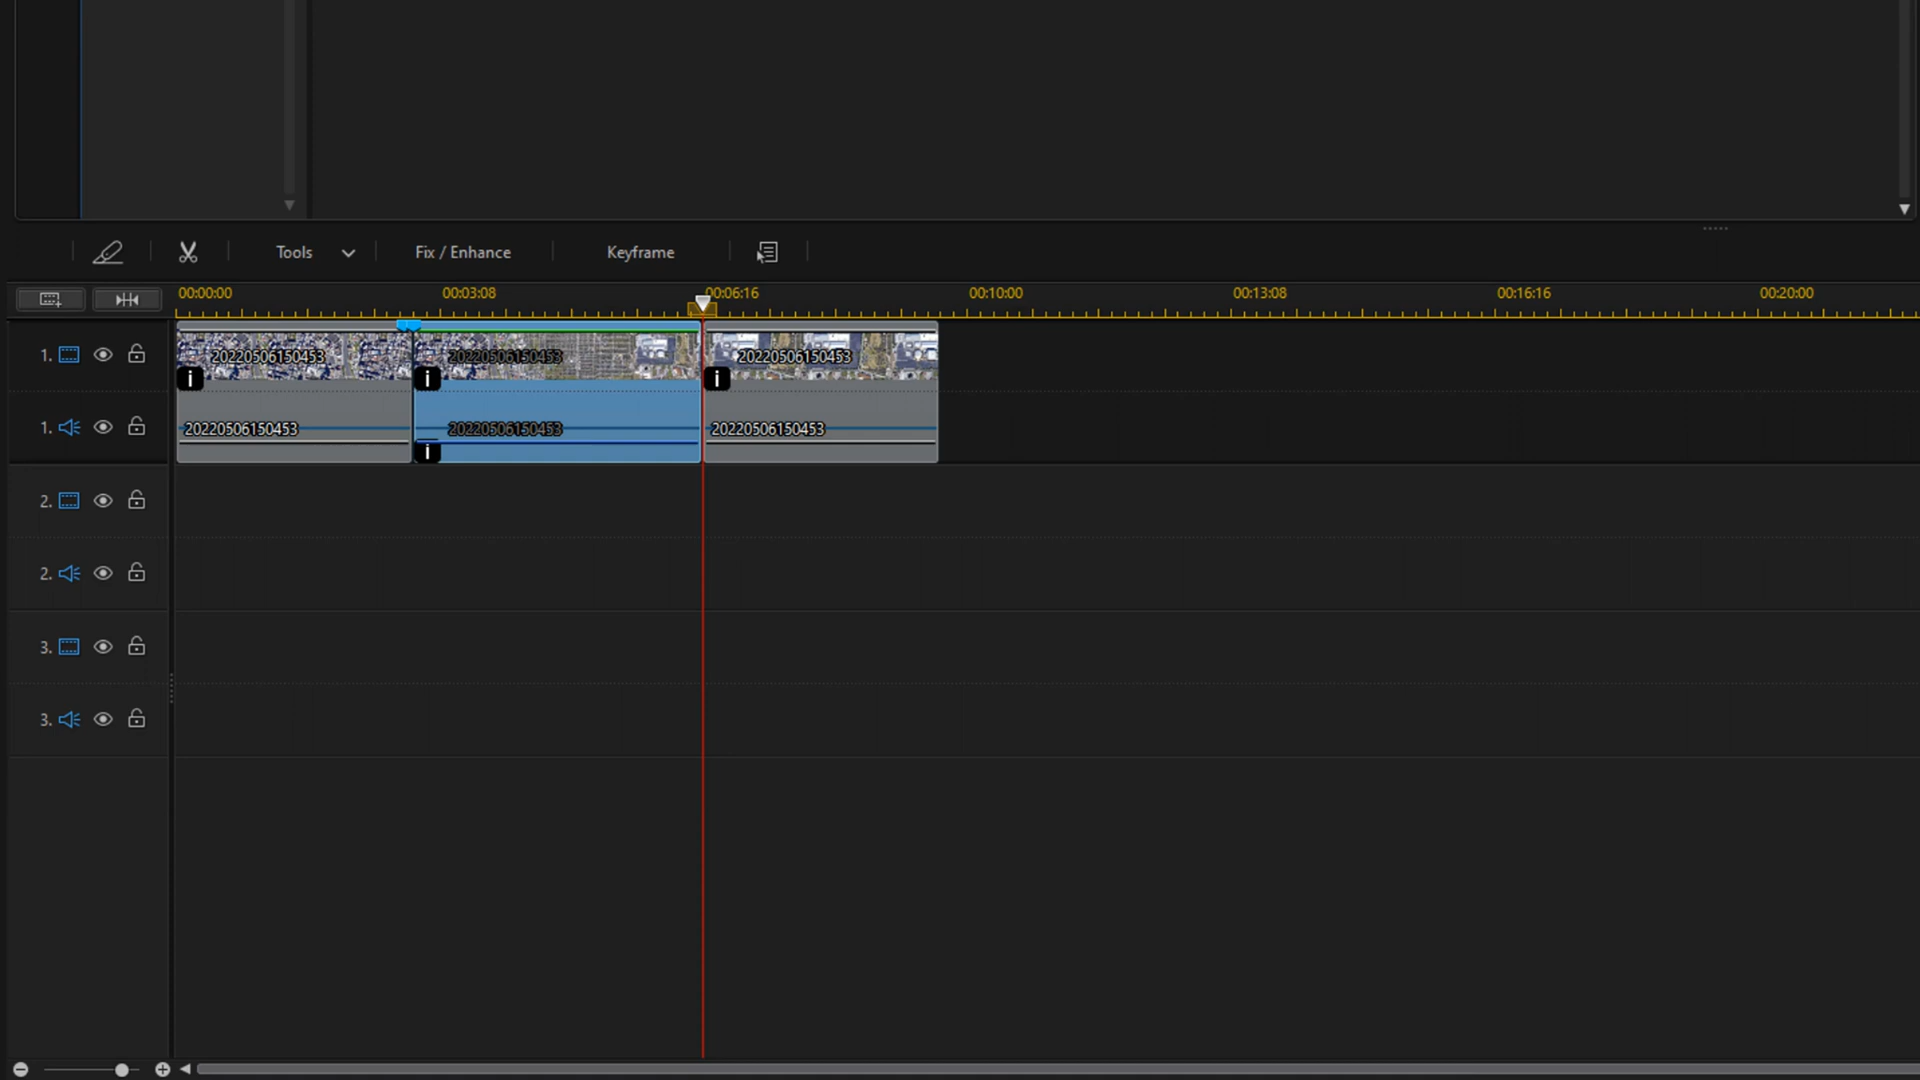 Tools Fix / Enhance Keyframe
00:00:00 00:03:08 00:06:16 00:10:00 00:13:08 00:16:16 00:20:00
1. 20220506150453 20220506150453 20220506150453
i i i
1. 20220506150453 20220506150453 20220506150453
i
2.
2.
3.
3.